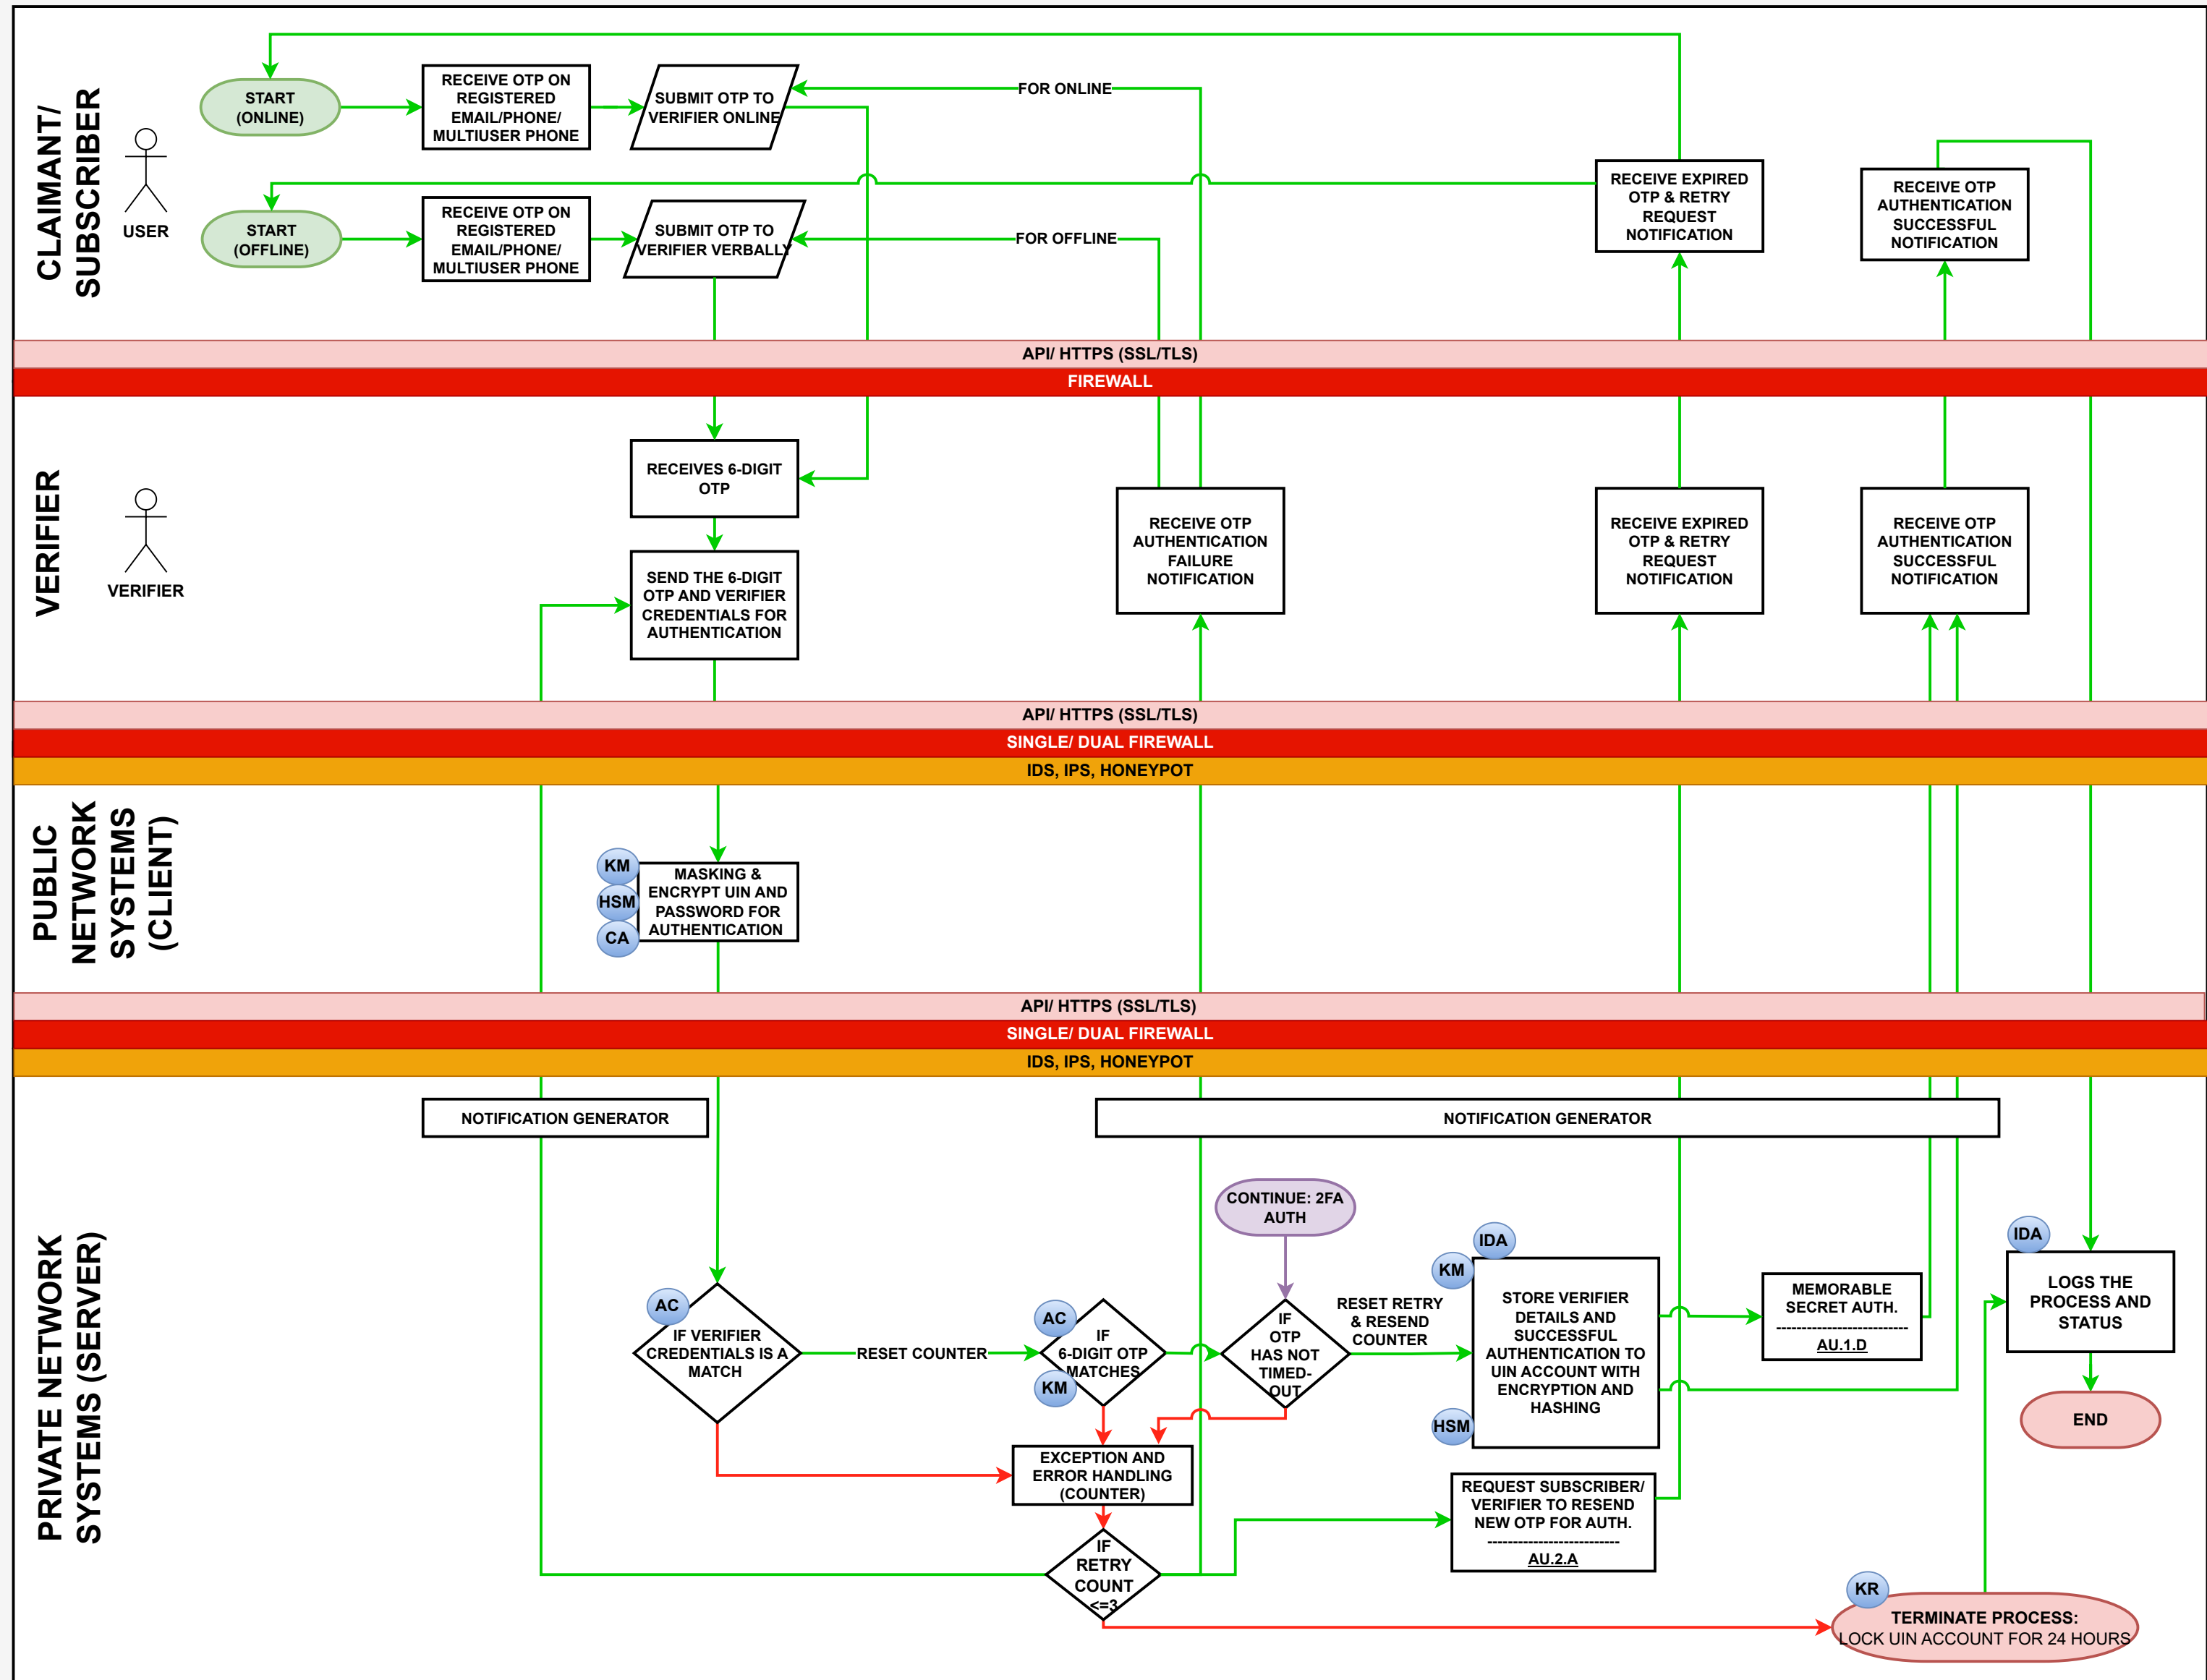 CLAIMANT/
SUBSCRIBER
USER
START
(ONLINE)
RECEIVE OTP ON
REGISTERED
EMAIL/PHONE/
MULTIUSER PHONE
SUBMIT OTP TO
VERIFIER ONLINE
FOR ONLINE
START
(OFFLINE)
RECEIVE OTP ON
REGISTERED
EMAIL/PHONE/
MULTIUSER PHONE
SUBMIT OTP TO
VERIFIER VERBALLY
FOR OFFLINE
RECEIVE EXPIRED
OTP & RETRY
REQUEST
NOTIFICATION
RECEIVE OTP
AUTHENTICATION
SUCCESSFUL
NOTIFICATION
API/ HTTPS (SSL/TLS)
FIREWALL
VERIFIER
VERIFIER
RECEIVES 6-DIGIT
OTP
SEND THE 6-DIGIT
OTP AND VERIFIER
CREDENTIALS FOR
AUTHENTICATION
RECEIVE OTP
AUTHENTICATION
FAILURE
NOTIFICATION
RECEIVE EXPIRED
OTP & RETRY
REQUEST
NOTIFICATION
RECEIVE OTP
AUTHENTICATION
SUCCESSFUL
NOTIFICATION
API/ HTTPS (SSL/TLS)
SINGLE/ DUAL FIREWALL
IDS, IPS, HONEYPOT
PUBLIC
NETWORK
SYSTEMS
(CLIENT)
KM
HSM
CA
MASKING &
ENCRYPT UIN AND
PASSWORD FOR
AUTHENTICATION
API/ HTTPS (SSL/TLS)
SINGLE/ DUAL FIREWALL
IDS, IPS, HONEYPOT
PRIVATE NETWORK
SYSTEMS (SERVER)
NOTIFICATION GENERATOR
NOTIFICATION GENERATOR
CONTINUE: 2FA
AUTH
AC
IF VERIFIER
CREDENTIALS IS A
MATCH
RESET COUNTER
AC
IF
6-DIGIT OTP
MATCHES
KM
IF
OTP
HAS NOT
TIMED-
OUT
RESET RETRY
& RESEND
COUNTER
IDA
KM
HSM
STORE VERIFIER
DETAILS AND
SUCCESSFUL
AUTHENTICATION TO
UIN ACCOUNT WITH
ENCRYPTION AND
HASHING
MEMORABLE
SECRET AUTH.
--------------------------
AU.1.D
IDA
LOGS THE
PROCESS AND
STATUS
END
EXCEPTION AND
ERROR HANDLING
(COUNTER)
IF
RETRY
COUNT
<=3
REQUEST SUBSCRIBER/
VERIFIER TO RESEND
NEW OTP FOR AUTH.
--------------------------
AU.2.A
KR
TERMINATE PROCESS:
LOCK UIN ACCOUNT FOR 24 HOURS